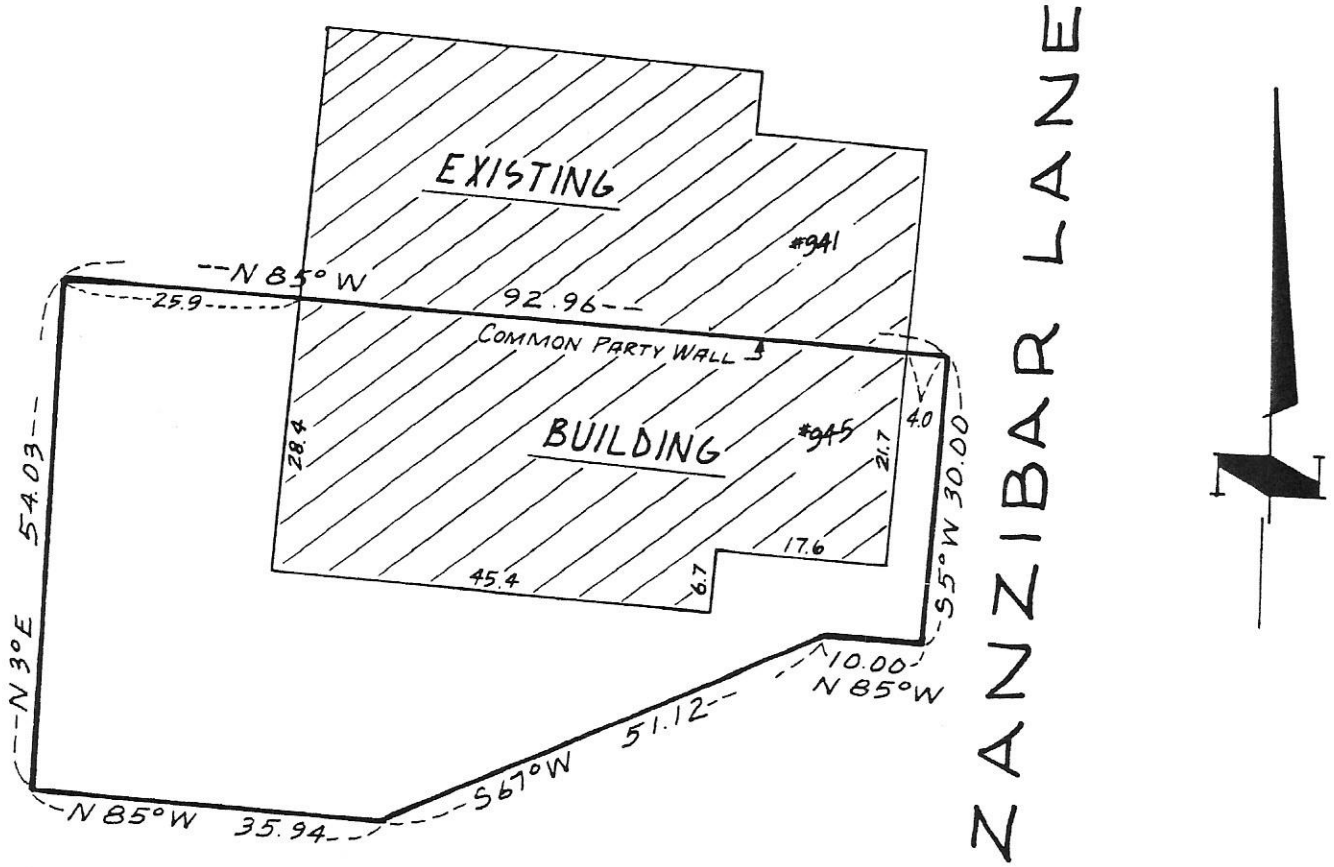 EXISTING
#941
N 85° W
25.9
92.96
COMMON PARTY WALL
4.0
#945
BUILDING
28.4
21.7
54.03
N 3° E
S 5° W 30.00
17.6
45.4
6.7
10.00
N 85° W
51.12
S 67° W
N 85° W 35.94
ZANZIBAR LANE